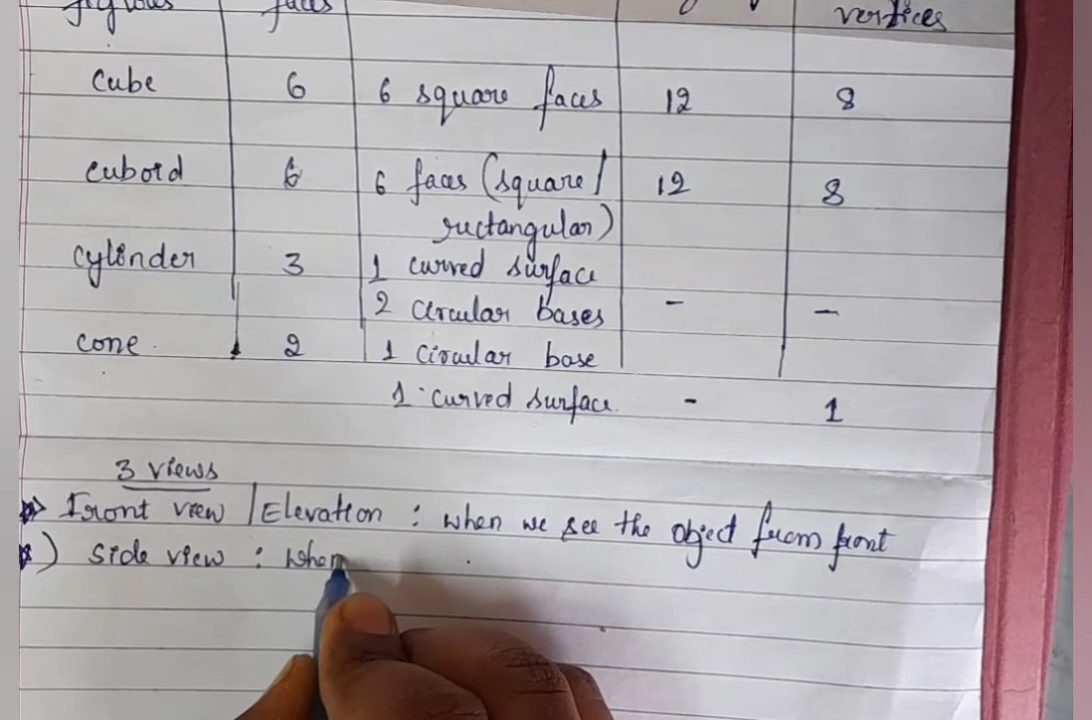 figures faces vertices
cube 6 6 square faces 12 8
cuboid 6 6 faces (square/ 12 8
rectangular)
cylinder 3 1 curved surface
2 circular bases - -
cone. 2 1 circular base
1 curved surface. - 1
3 views
Front view / Elevation : when we see the object from front
) side view : when